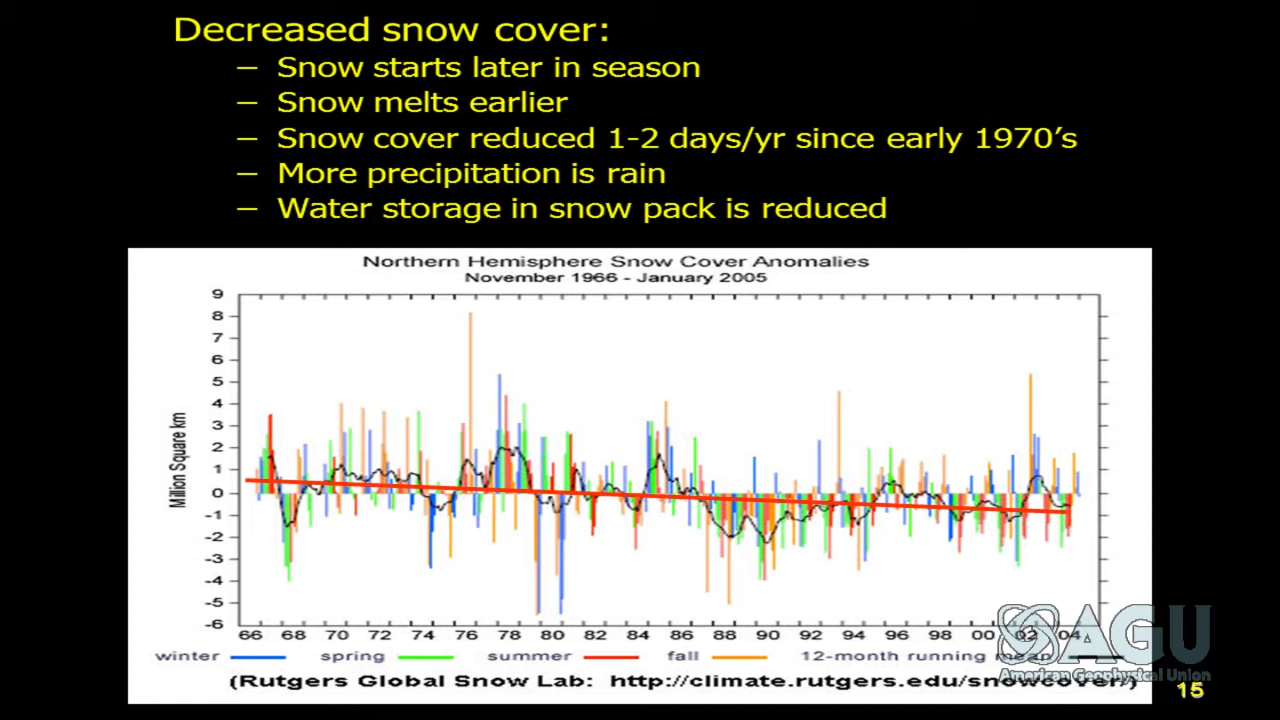 Decreased snow cover:
– Snow starts later in season
– Snow melts earlier
– Snow cover reduced 1-2 days/yr since early 1970’s
– More precipitation is rain
– Water storage in snow pack is reduced
Northern Hemisphere Snow Cover Anomalies
November 1966 - January 2005
9
8
7
6
5
4
3
2
1
0
-1
-2
-3
-4
-5
-6
Million Square km
66 68 70 72 74 76 78 80 82 84 86 88 90 92 94 96 98 00 02 04
winter spring summer fall 12-month running mean
(Rutgers Global Snow Lab: http://climate.rutgers.edu/snowcover/)
AGU
American Geophysical Union
15